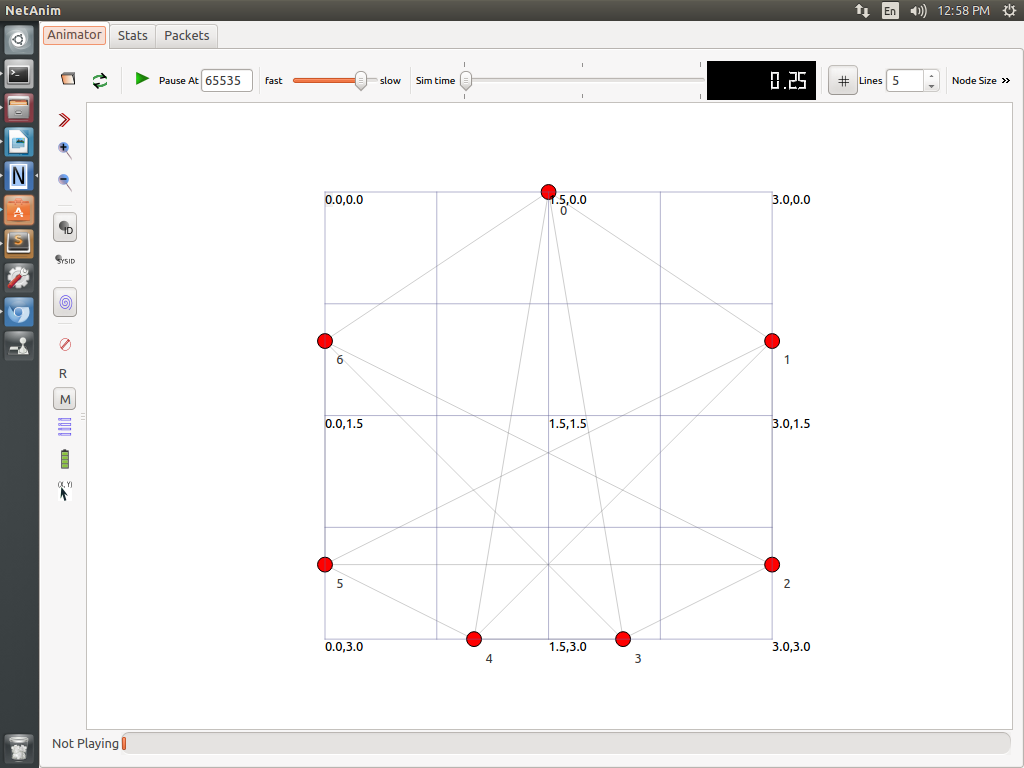 NetAnim
En
12:58 PM
Animator Stats Packets
Pause At 65535 fast slow Sim time 0.25 Lines 5 Node Size »
ID
SYSID
R
M
(X, Y)
0.0,0.0 1.5,0.0 3.0,0.0
0
6 1
0.0,1.5 1.5,1.5 3.0,1.5
5 2
0.0,3.0 1.5,3.0 3.0,3.0
4 3
N
A
S
Not Playing